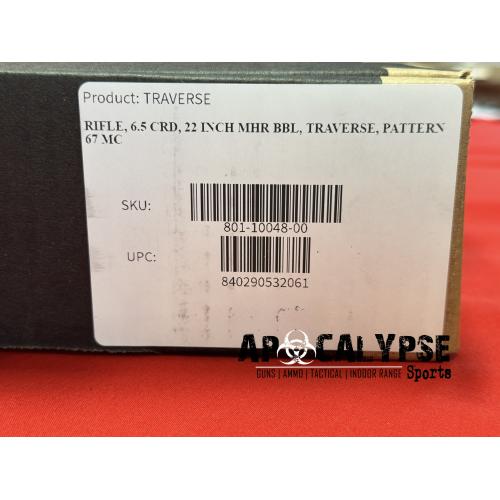 Product: TRAVERSE
RIFLE, 6.5 CRD, 22 INCH MHR BBL, TRAVERSE, PATTERN
67 MC
SKU:
801-10048-00
UPC:
840290532061
APOCALYPSE
GUNS | AMMO | TACTICAL | INDOOR RANGE Sports